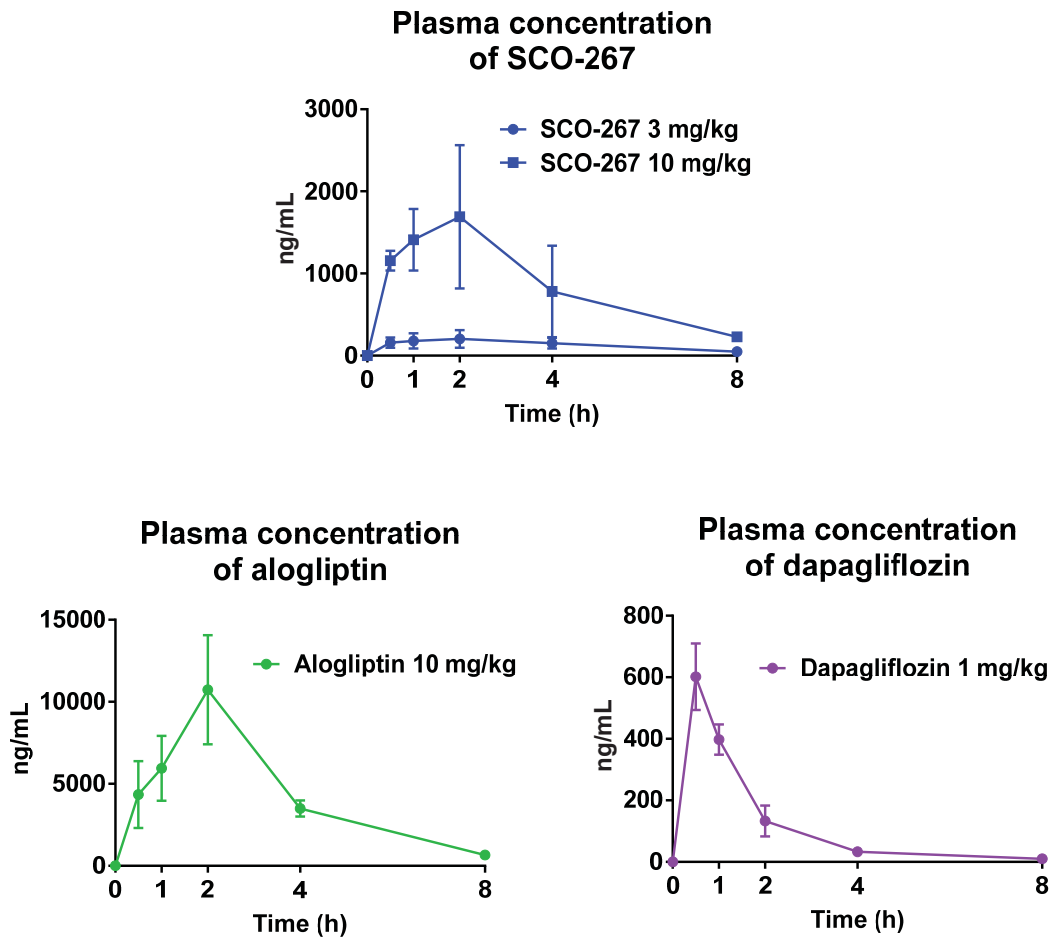 Plasma concentration
of SCO-267
3000
2000
1000
0
ng/mL
SCO-267 3 mg/kg
SCO-267 10 mg/kg
0 1 2 4 8
Time (h)
Plasma concentration
of alogliptin
15000
10000
5000
0
ng/mL
Alogliptin 10 mg/kg
0 1 2 4 8
Time (h)
Plasma concentration
of dapagliflozin
800
600
400
200
0
ng/mL
Dapagliflozin 1 mg/kg
0 1 2 4 8
Time (h)